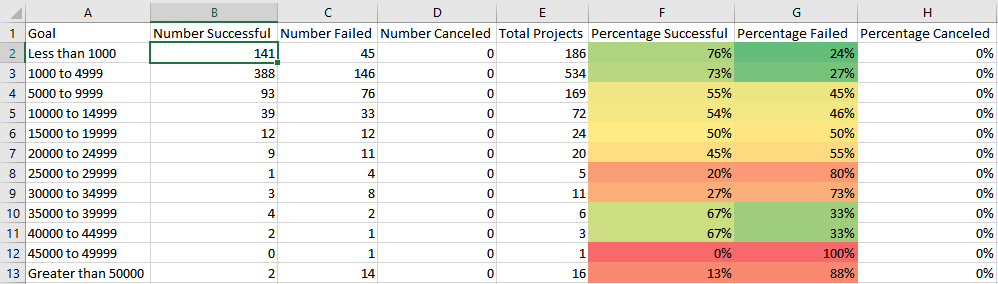 A B C D E F G H
1 Goal Number Successful Number Failed Number Canceled Total Projects Percentage Successful Percentage Failed Percentage Canceled
2 Less than 1000 141 45 0 186 76% 24% 0%
3 1000 to 4999 388 146 0 534 73% 27% 0%
4 5000 to 9999 93 76 0 169 55% 45% 0%
5 10000 to 14999 39 33 0 72 54% 46% 0%
6 15000 to 19999 12 12 0 24 50% 50% 0%
7 20000 to 24999 9 11 0 20 45% 55% 0%
8 25000 to 29999 1 4 0 5 20% 80% 0%
9 30000 to 34999 3 8 0 11 27% 73% 0%
10 35000 to 39999 4 2 0 6 67% 33% 0%
11 40000 to 44999 2 1 0 3 67% 33% 0%
12 45000 to 49999 0 1 0 1 0% 100% 0%
13 Greater than 50000 2 14 0 16 13% 88% 0%